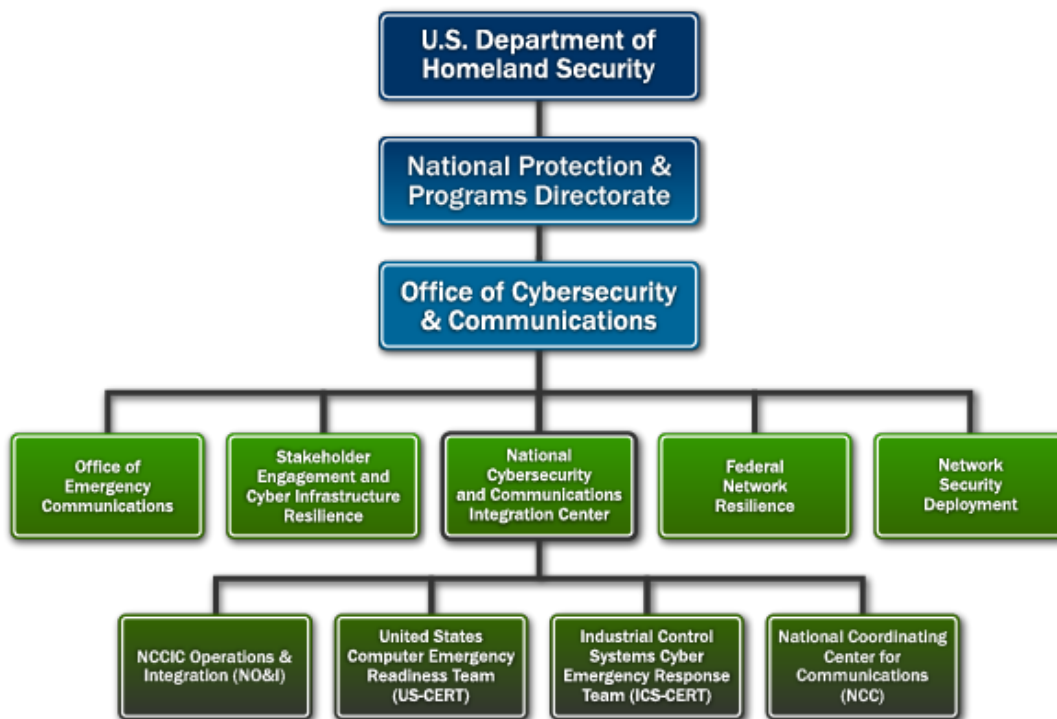 U.S. Department of
Homeland Security
National Protection &
Programs Directorate
Office of Cybersecurity
& Communications
Office of
Emergency
Communications
Stakeholder
Engagement and
Cyber Infrastructure
Resilience
National
Cybersecurity
and Communications
Integration Center
Federal
Network
Resilience
Network
Security
Deployment
NCCIC Operations &
Integration (NO&I)
United States
Computer Emergency
Readiness Team
(US-CERT)
Industrial Control
Systems Cyber
Emergency Response
Team (ICS-CERT)
National Coordinating
Center for
Communications
(NCC)